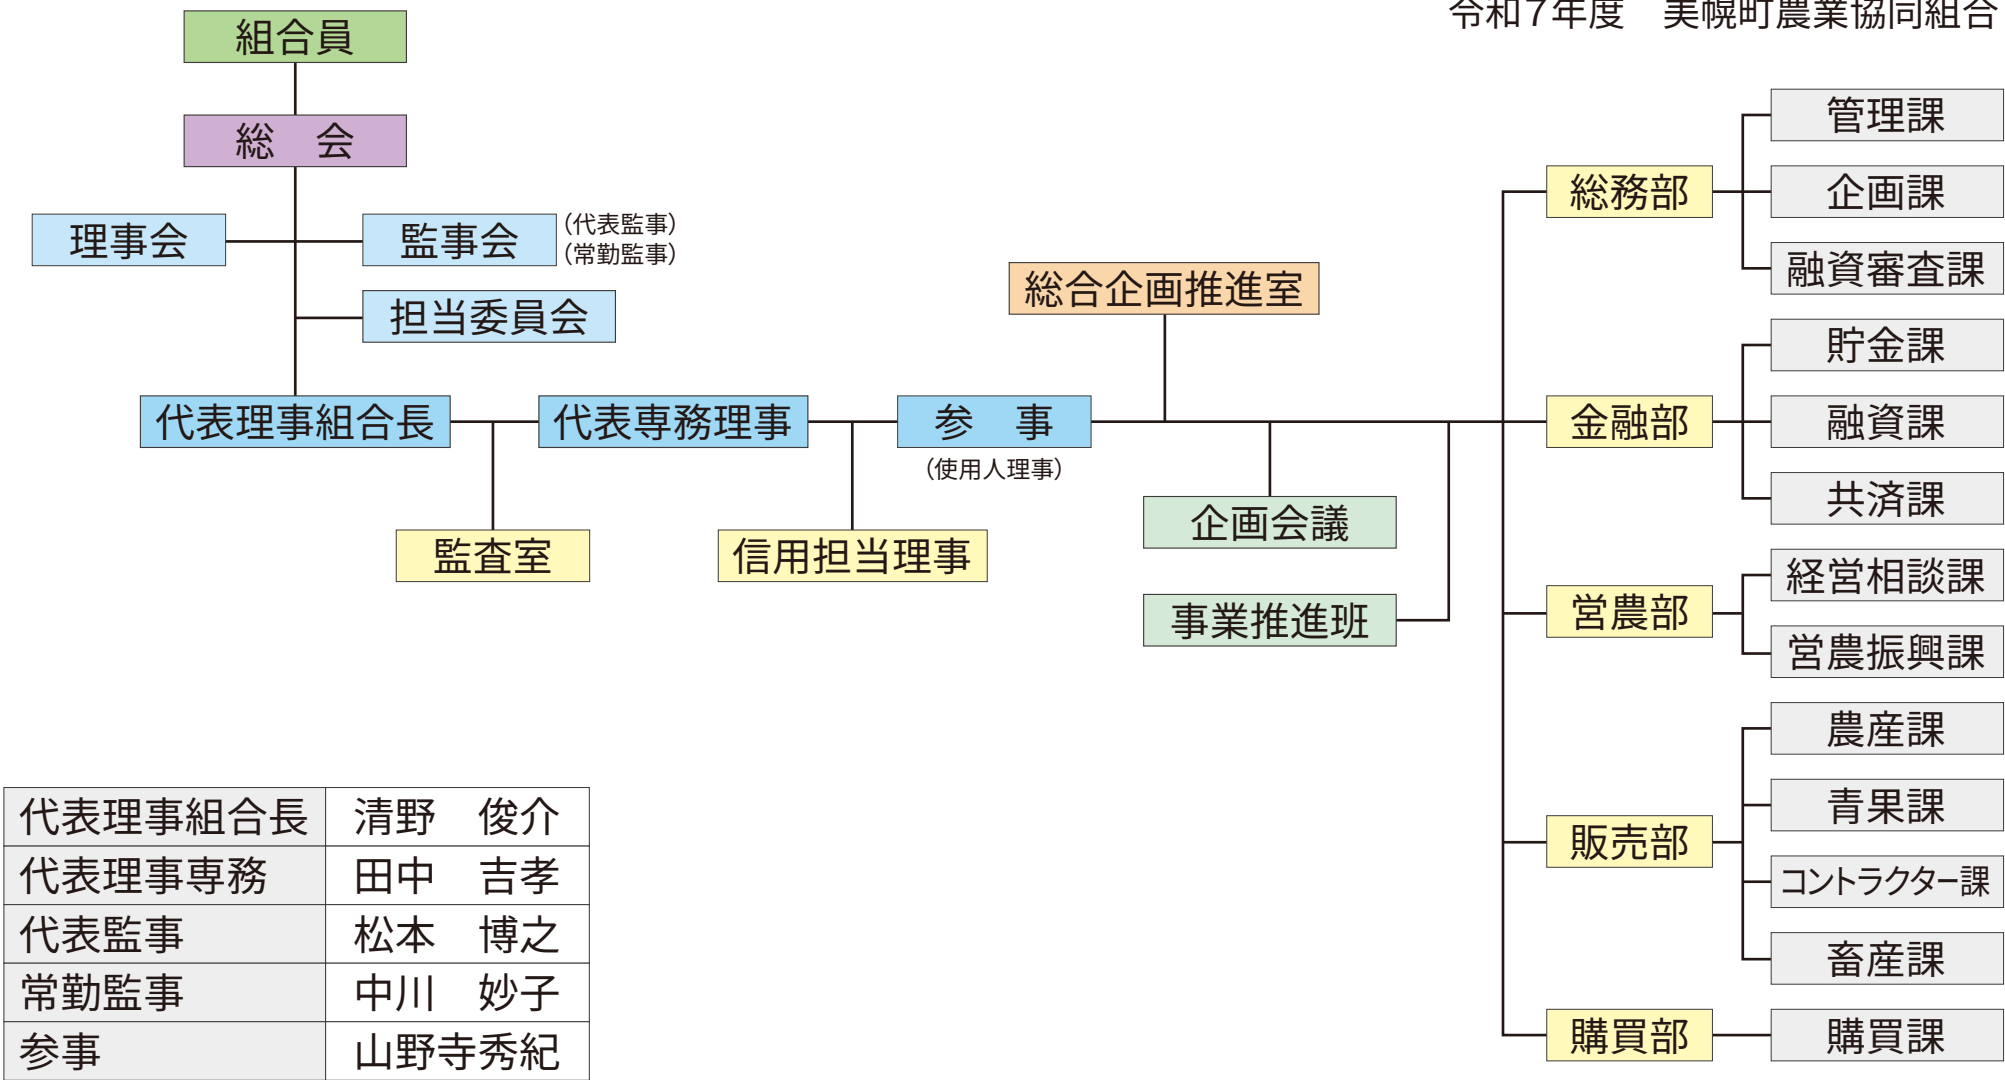 令和7年度　美幌町農業協同組合
組合員
総　会
理事会
監事会
（代表監事）
（常勤監事）
担当委員会
代表理事組合長
代表専務理事
参　事
（使用人理事）
監査室
信用担当理事
総合企画推進室
企画会議
事業推進班
総務部
管理課
企画課
融資審査課
金融部
貯金課
融資課
共済課
営農部
経営相談課
営農振興課
販売部
農産課
青果課
コントラクター課
畜産課
購買部
購買課
代表理事組合長　清野　俊介
代表理事専務　田中　吉孝
代表監事　松本　博之
常勤監事　中川　妙子
参事　山野寺秀紀